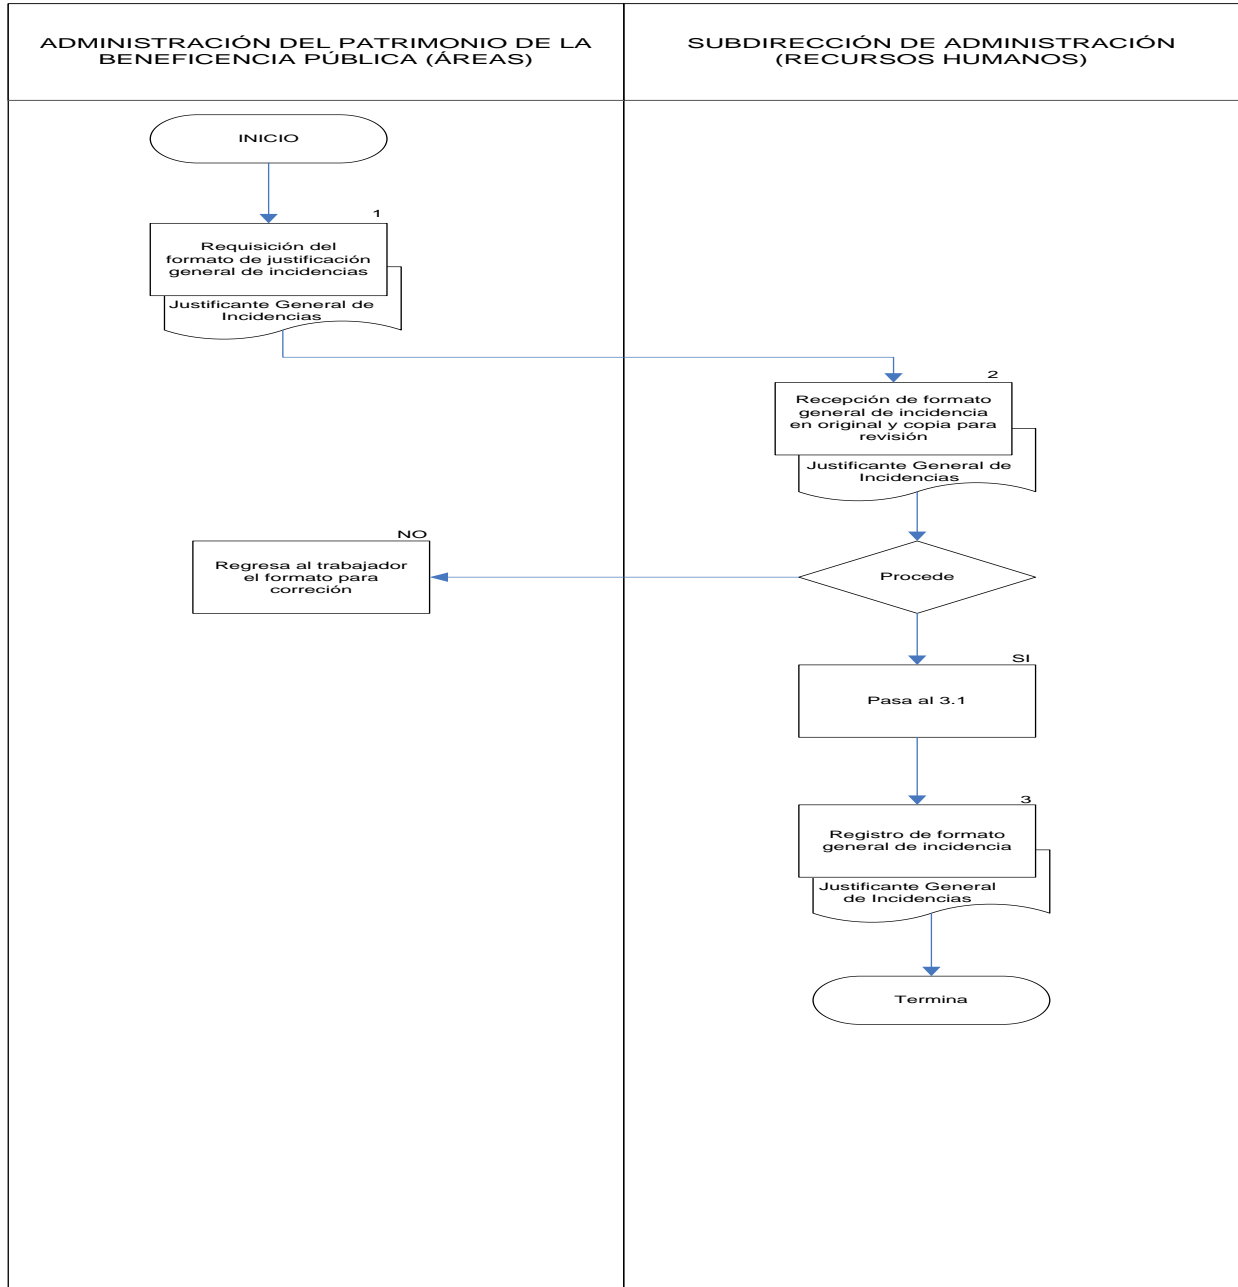 ADMINISTRACIÓN DEL PATRIMONIO DE LA
BENEFICENCIA PÚBLICA (ÁREAS)
SUBDIRECCIÓN DE ADMINISTRACIÓN
(RECURSOS HUMANOS)
INICIO
1
Requisición del
formato de justificación
general de incidencias
Justificante General de
Incidencias
2
Recepción de formato
general de incidencia
en original y copia para
revisión
Justificante General de
Incidencias
Procede
NO
Regresa al trabajador
el formato para
correción
SI
Pasa al 3.1
3
Registro de formato
general de incidencia
Justificante General
de Incidencias
Termina